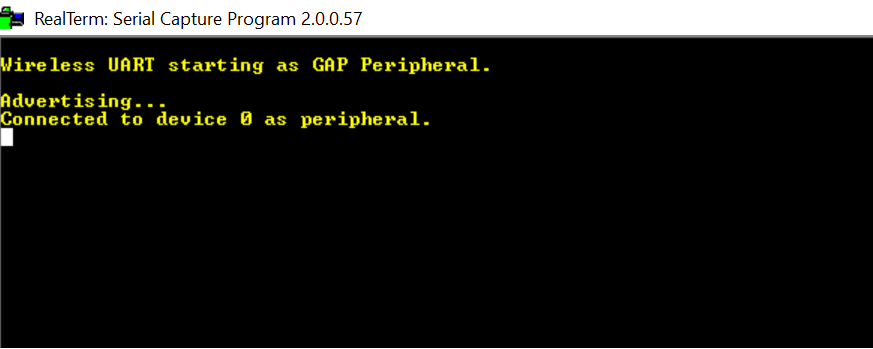 RealTerm: Serial Capture Program 2.0.0.57
Wireless UART starting as GAP Peripheral.
Advertising...
Connected to device 0 as peripheral.